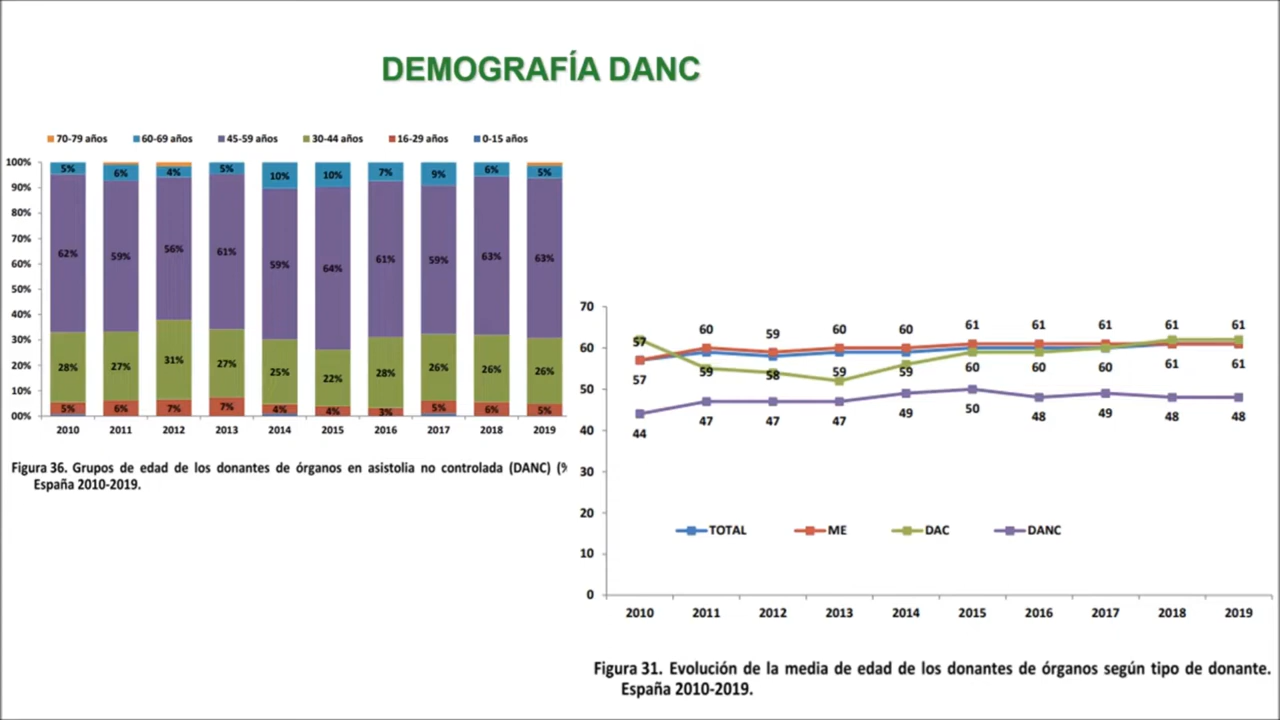 DEMOGRAFÍA DANC
70-79 años 60-69 años 45-59 años 30-44 años 16-29 años 0-15 años
100%
90%
80%
70%
60%
50%
40%
30%
20%
10%
00%
5% 6% 4% 5% 10% 10% 7% 9% 6% 5%
62% 59% 56% 61% 59% 64% 61% 59% 63% 63%
28% 27% 31% 27% 25% 22% 28% 26% 26% 26%
5% 6% 7% 7% 4% 4% 3% 5% 6% 5%
2010 2011 2012 2013 2014 2015 2016 2017 2018 2019
Figura 36. Grupos de edad de los donantes de órganos en asistolia no controlada (DANC) (%
España 2010-2019.
70
60
50
40
30
20
10
0
57 60 59 60 60 61 61 61 61 61
57 59 58 59 59 60 60 60 61 61
44 47 47 47 49 50 48 49 48 48
TOTAL ME DAC DANC
2010 2011 2012 2013 2014 2015 2016 2017 2018 2019
Figura 31. Evolución de la media de edad de los donantes de órganos según tipo de donante.
España 2010-2019.